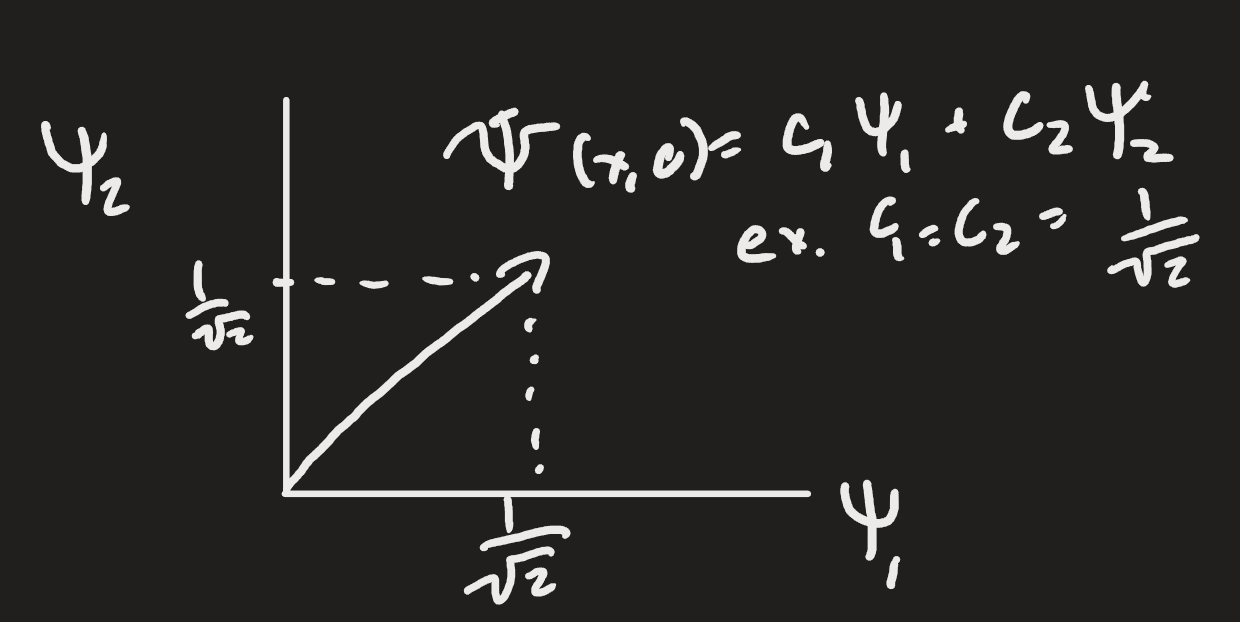 Ψ(x,0) = C₁ψ₁ + C₂ψ₂
ψ₂
ex. C₁ = C₂ = 1/√2
1/√2
ψ₁
1/√2